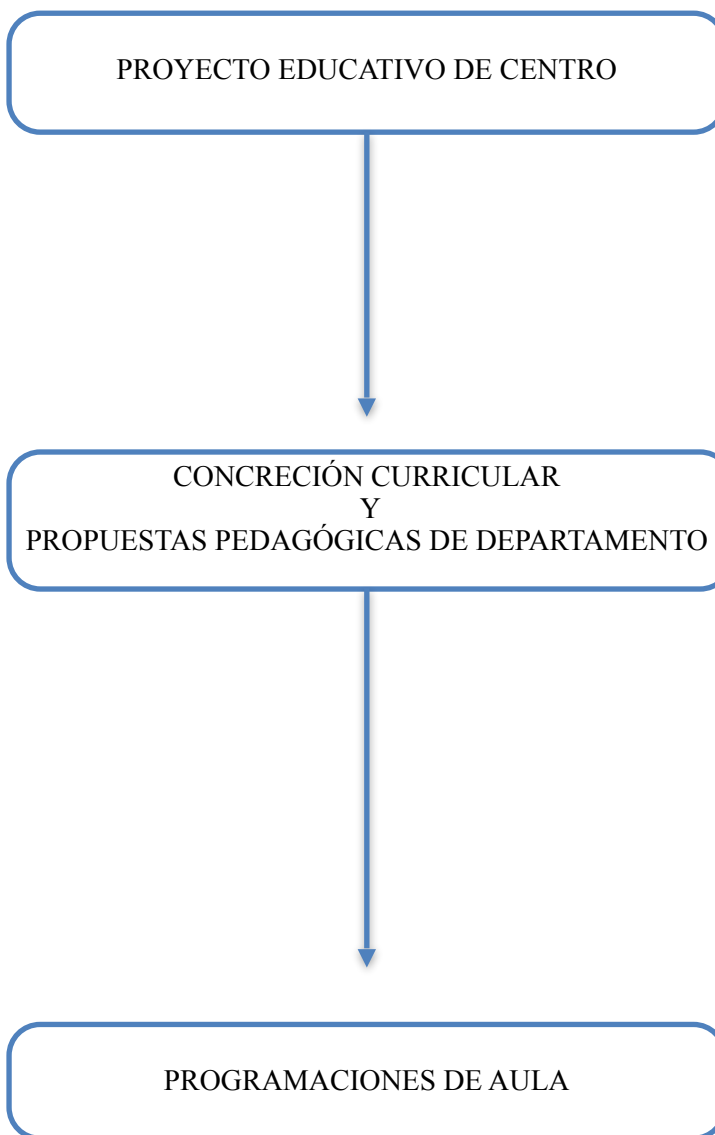 PROYECTO EDUCATIVO DE CENTRO
CONCRECIÓN CURRICULAR
Y
PROPUESTAS PEDAGÓGICAS DE DEPARTAMENTO
PROGRAMACIONES DE AULA